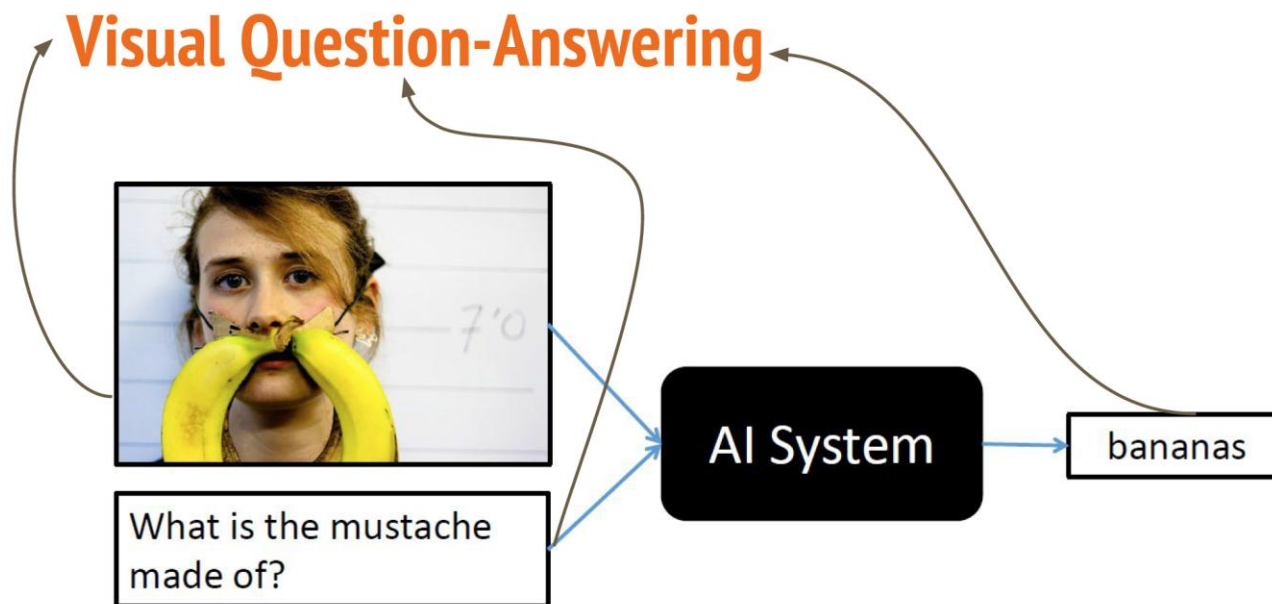 Visual Question-Answering
7'0
What is the mustache
made of?
AI System
bananas